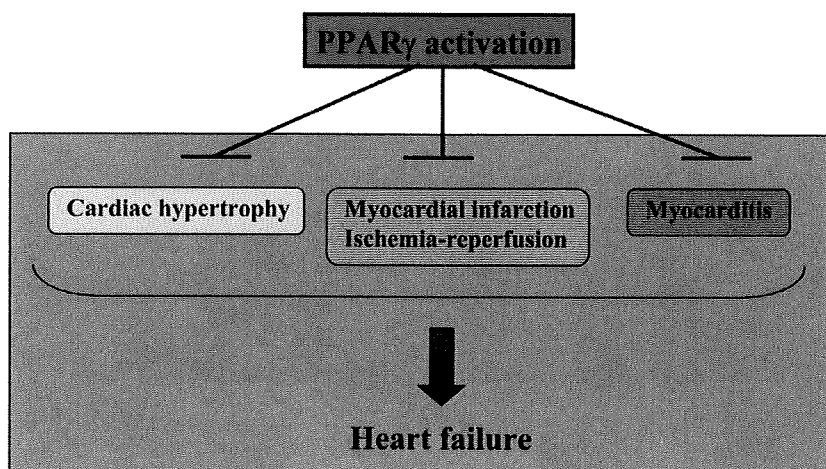 PPARγ activation
Cardiac hypertrophy
Myocardial infarction
Ischemia-reperfusion
Myocarditis
Heart failure